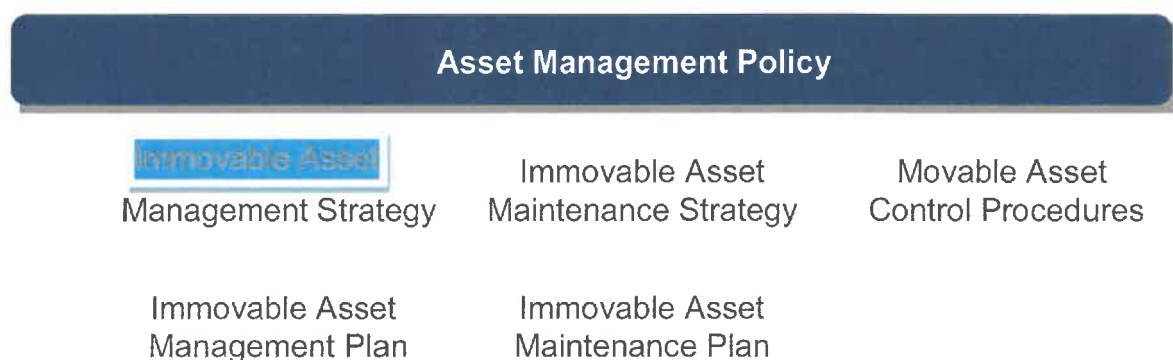 Asset Management Policy
Immovable Asset
Management Strategy
Immovable Asset
Maintenance Strategy
Movable Asset
Control Procedures
Immovable Asset
Management Plan
Immovable Asset
Maintenance Plan